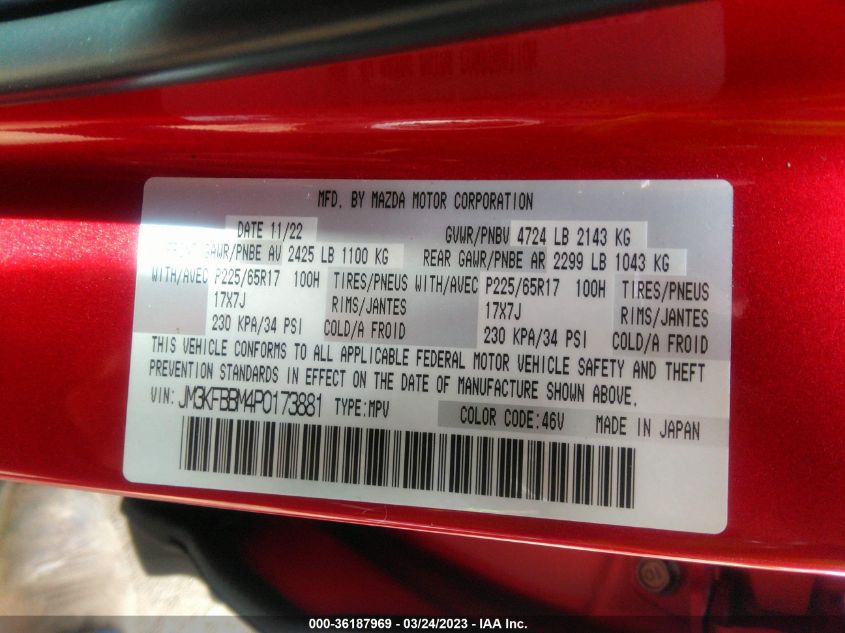 MFD. BY MAZDA MOTOR CORPORATION
DATE 11/22 GVWR/PNBV 4724 LB 2143 KG
FRONT GAWR/PNBE AV 2425 LB 1100 KG REAR GAWR/PNBE AR 2299 LB 1043 KG
WITH/AVEC P225/65R17 100H TIRES/PNEUS WITH/AVEC P225/65R17 100H TIRES/PNEUS
17X7J RIMS/JANTES 17X7J RIMS/JANTES
230 KPA/34 PSI COLD/A FROID 230 KPA/34 PSI COLD/A FROID
THIS VEHICLE CONFORMS TO ALL APPLICABLE FEDERAL MOTOR VEHICLE SAFETY AND THEFT
PREVENTION STANDARDS IN EFFECT ON THE DATE OF MANUFACTURE SHOWN ABOVE.
VIN: JM3KFBBM4P0173881 TYPE:MPV COLOR CODE:46V MADE IN JAPAN
000-36187969 - 03/24/2023 - IAA Inc.